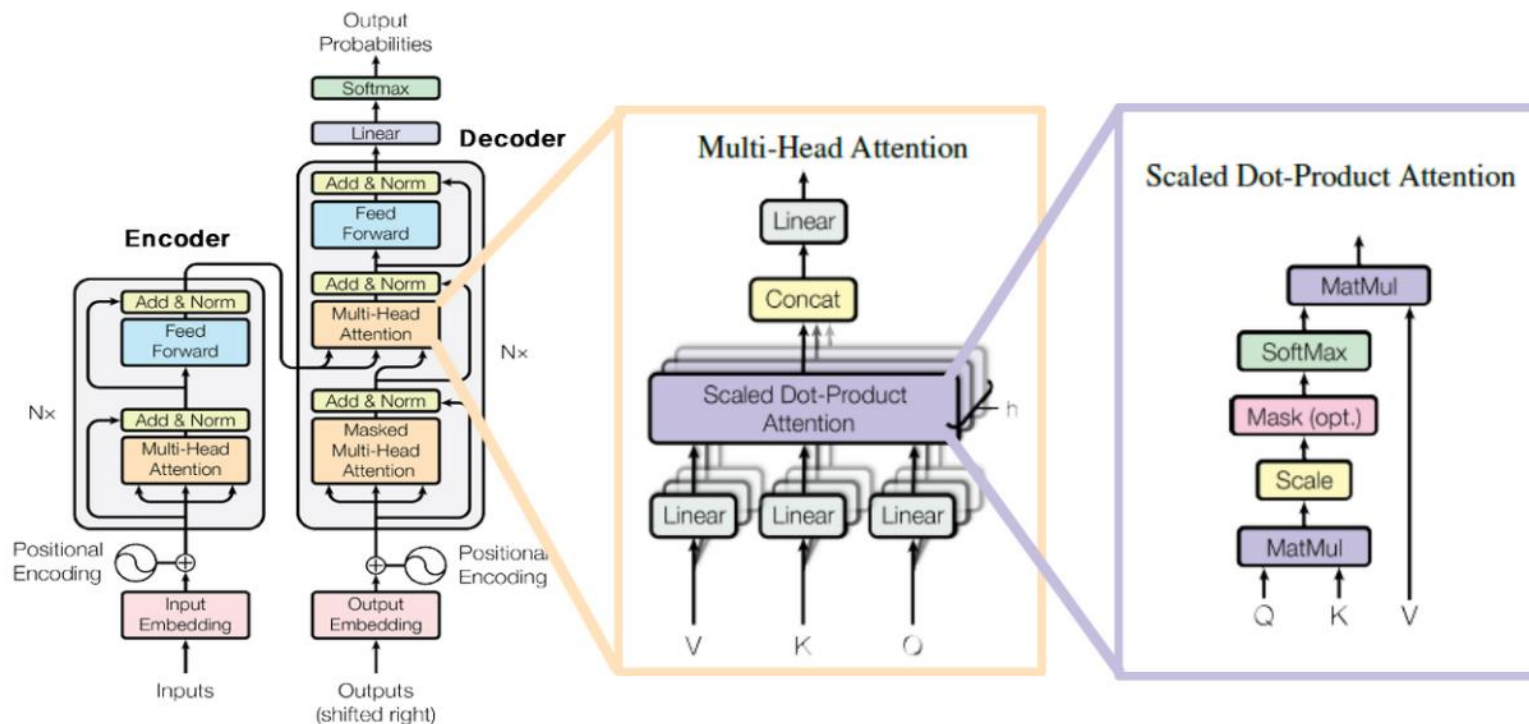 Output
Probabilities
Softmax
Linear
Decoder
Add & Norm
Feed
Forward
Add & Norm
Multi-Head
Attention
Nx
Add & Norm
Masked
Multi-Head
Attention
Positional
Encoding
Output
Embedding
Outputs
(shifted right)
Encoder
Add & Norm
Feed
Forward
Nx
Add & Norm
Multi-Head
Attention
Positional
Encoding
Input
Embedding
Inputs
Multi-Head Attention
Linear
Concat
Scaled Dot-Product
Attention
h
Linear Linear Linear
V K Q
Scaled Dot-Product Attention
MatMul
SoftMax
Mask (opt.)
Scale
MatMul
Q K V